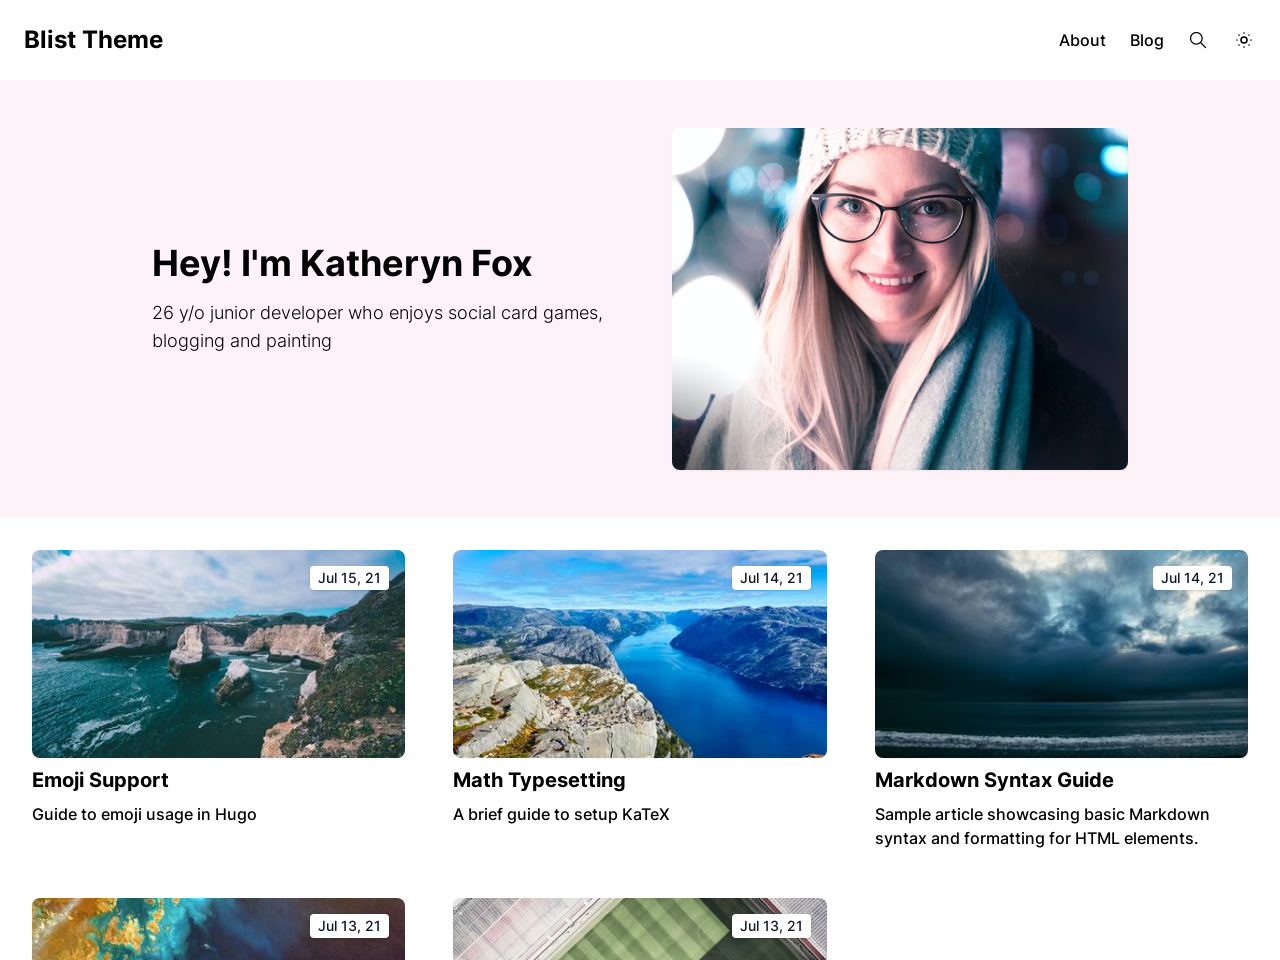 Blist Theme
About
Blog
Hey! I'm Katheryn Fox
26 y/o junior developer who enjoys social card games,
blogging and painting
Jul 15, 21
Emoji Support
Guide to emoji usage in Hugo
Jul 14, 21
Math Typesetting
A brief guide to setup KaTeX
Jul 14, 21
Markdown Syntax Guide
Sample article showcasing basic Markdown
syntax and formatting for HTML elements.
Jul 13, 21
Jul 13, 21